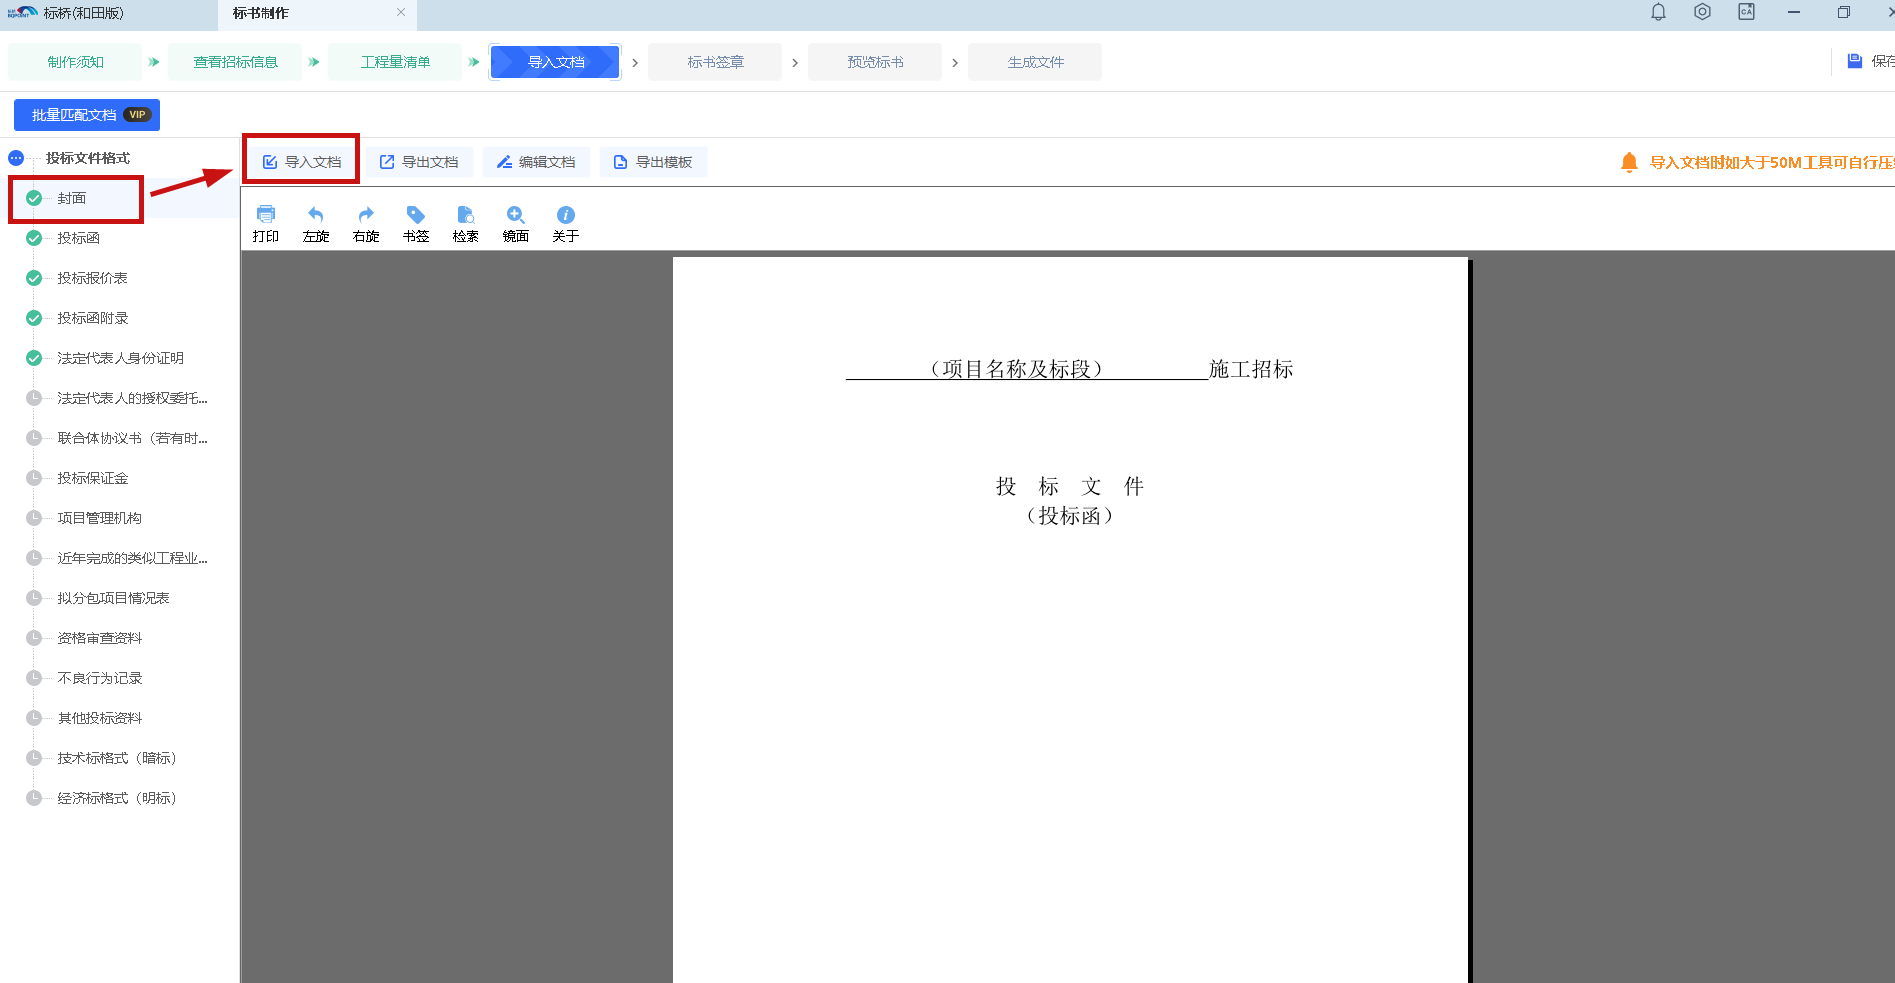 标桥(和田版)
标书制作
制作须知
查看招标信息
工程量清单
导入文档
标书签章
预览标书
生成文件
保存
批量匹配文档 VIP
投标文件格式
导入文档
导出文档
编辑文档
导出模板
导入文档时如大于50M工具可自行压
封面
投标函
投标报价表
投标函附录
法定代表人身份证明
法定代表人的授权委托...
联合体协议书（若有时...
投标保证金
项目管理机构
近年完成的类似工程业...
拟分包项目情况表
资格审查资料
不良行为记录
其他投标资料
技术标格式（暗标）
经济标格式（明标）
打印
左旋
右旋
书签
检索
镜面
关于
（项目名称及标段）施工招标
投 标 文 件
（投标函）